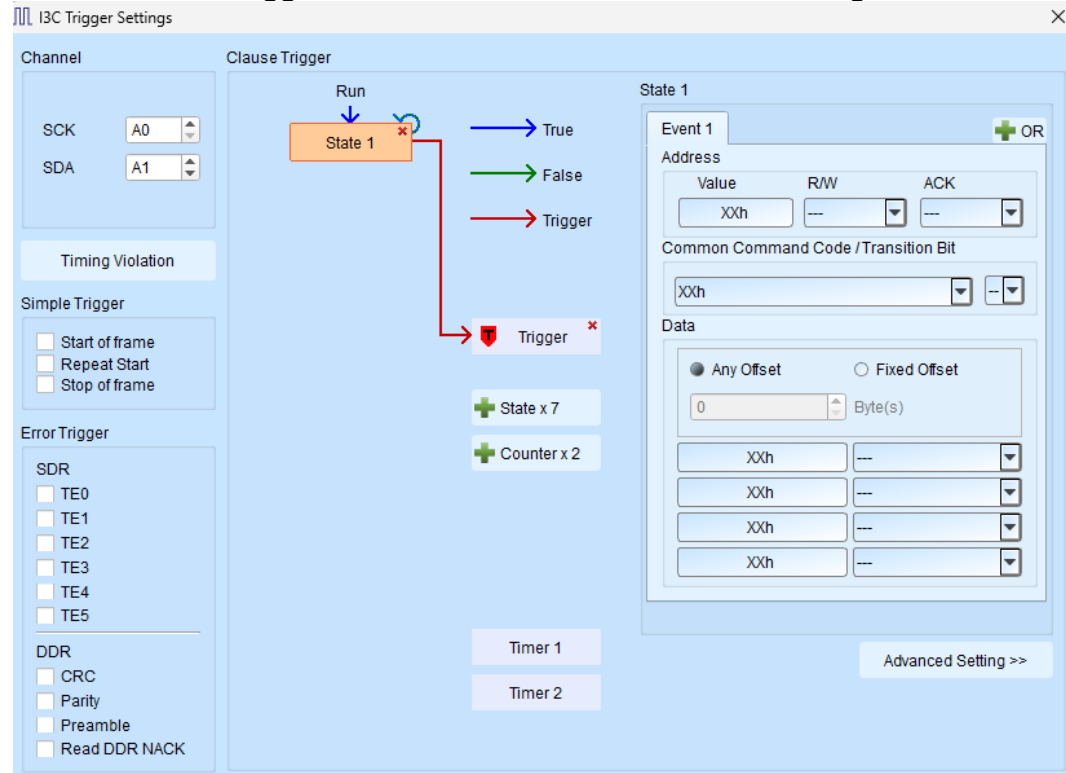 I3C Trigger Settings
Channel
SCK A0
SDA A1
Timing Violation
Simple Trigger
Start of frame
Repeat Start
Stop of frame
Error Trigger
SDR
TE0
TE1
TE2
TE3
TE4
TE5
DDR
CRC
Parity
Preamble
Read DDR NACK
Clause Trigger
Run
State 1
True
False
Trigger
T Trigger
State x 7
Counter x 2
Timer 1
Timer 2
State 1
Event 1
OR
Address
Value R/W ACK
XXh --- ---
Common Command Code / Transition Bit
XXh --
Data
Any Offset Fixed Offset
0 Byte(s)
XXh ---
XXh ---
XXh ---
XXh ---
Advanced Setting >>